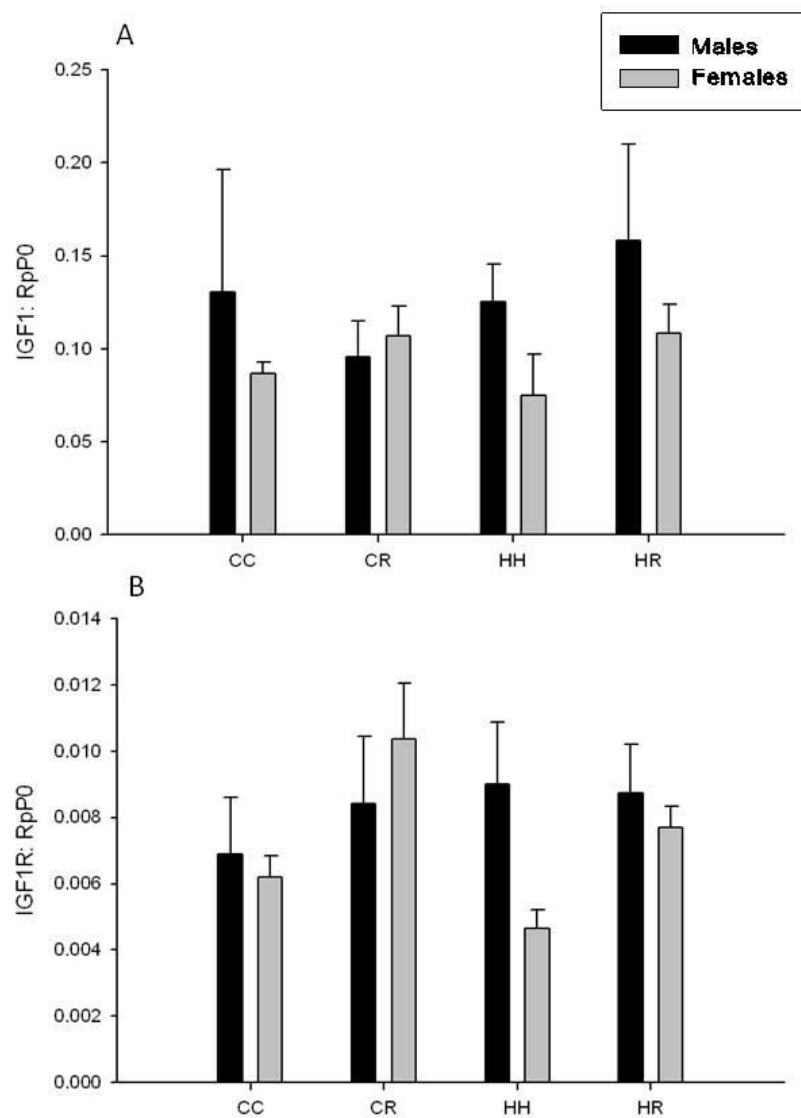 A
Males
Females
0.25
0.20
0.15
0.10
0.05
0.00
IGF1: RpP0
CC CR HH HR
B
0.014
0.012
0.010
0.008
0.006
0.004
0.002
0.000
IGF1R: RpP0
CC CR HH HR